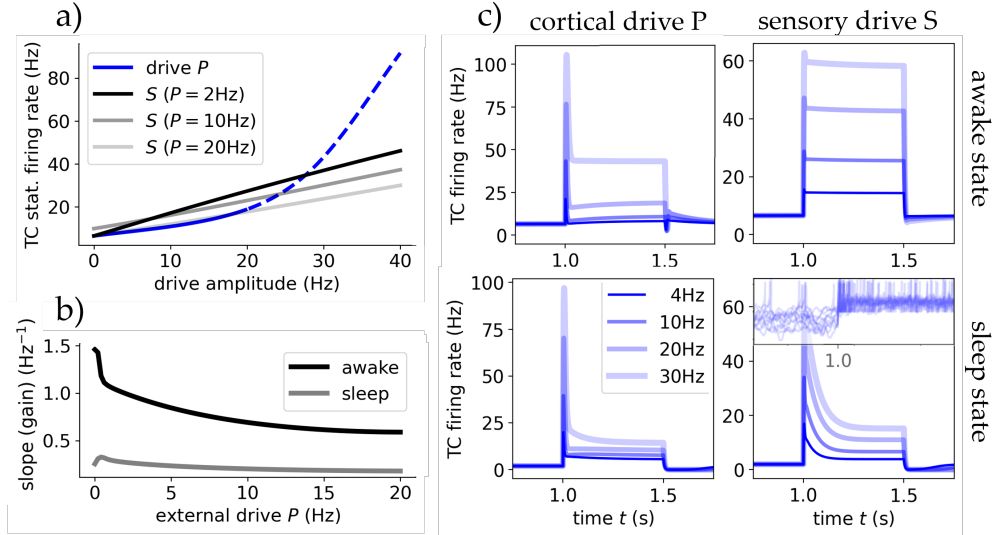 a)
TC stat. firing rate (Hz)
80
60
40
20
drive P
S (P = 2Hz)
S (P = 10Hz)
S (P = 20Hz)
0 10 20 30 40
drive amplitude (Hz)
b)
slope (gain) (Hz⁻¹)
1.5
1.0
0.5
awake
sleep
0 5 10 15 20
external drive P (Hz)
c)
cortical drive P
sensory drive S
awake state
TC firing rate (Hz)
100
75
50
25
0
1.0 1.5
60
40
20
0
1.0 1.5
sleep state
TC firing rate (Hz)
100
75
50
25
0
4Hz
10Hz
20Hz
30Hz
1.0 1.5
time t (s)
60
40
20
0
1.0
1.0 1.5
time t (s)